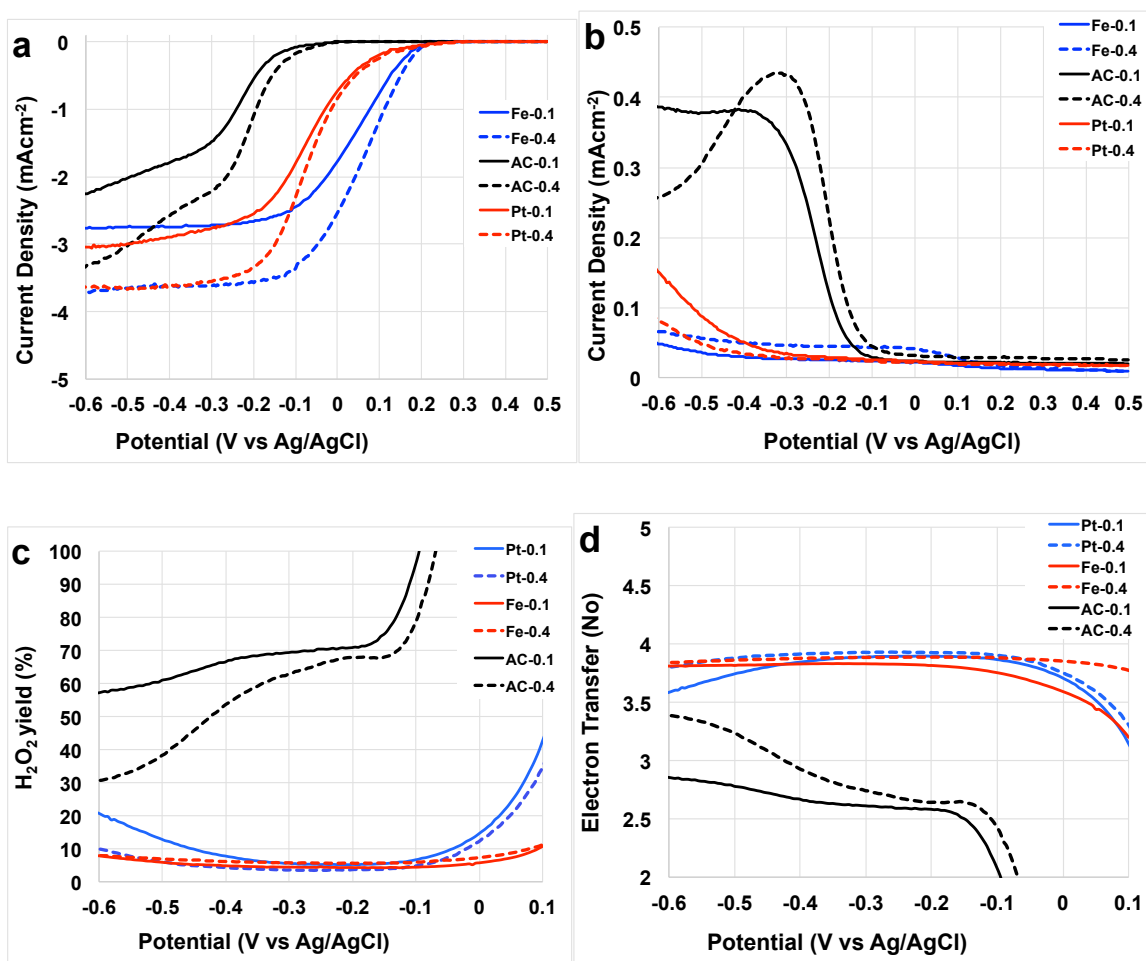 a
0
-1
-2
-3
-4
-5
Current Density (mAcm⁻²)
-0.6 -0.5 -0.4 -0.3 -0.2 -0.1 0 0.1 0.2 0.3 0.4 0.5
Potential (V vs Ag/AgCl)
Fe-0.1
Fe-0.4
AC-0.1
AC-0.4
Pt-0.1
Pt-0.4
b
0.5
0.4
0.3
0.2
0.1
0
Current Density (mAcm⁻²)
-0.6 -0.5 -0.4 -0.3 -0.2 -0.1 0 0.1 0.2 0.3 0.4 0.5
Potential (V vs Ag/AgCl)
Fe-0.1
Fe-0.4
AC-0.1
AC-0.4
Pt-0.1
Pt-0.4
c
100
90
80
70
60
50
40
30
20
10
0
H₂O₂ yield (%)
-0.6 -0.5 -0.4 -0.3 -0.2 -0.1 0 0.1
Potential (V vs Ag/AgCl)
Pt-0.1
Pt-0.4
Fe-0.1
Fe-0.4
AC-0.1
AC-0.4
d
5
4.5
4
3.5
3
2.5
2
Electron Transfer (No)
-0.6 -0.5 -0.4 -0.3 -0.2 -0.1 0 0.1
Potential (V vs Ag/AgCl)
Pt-0.1
Pt-0.4
Fe-0.1
Fe-0.4
AC-0.1
AC-0.4